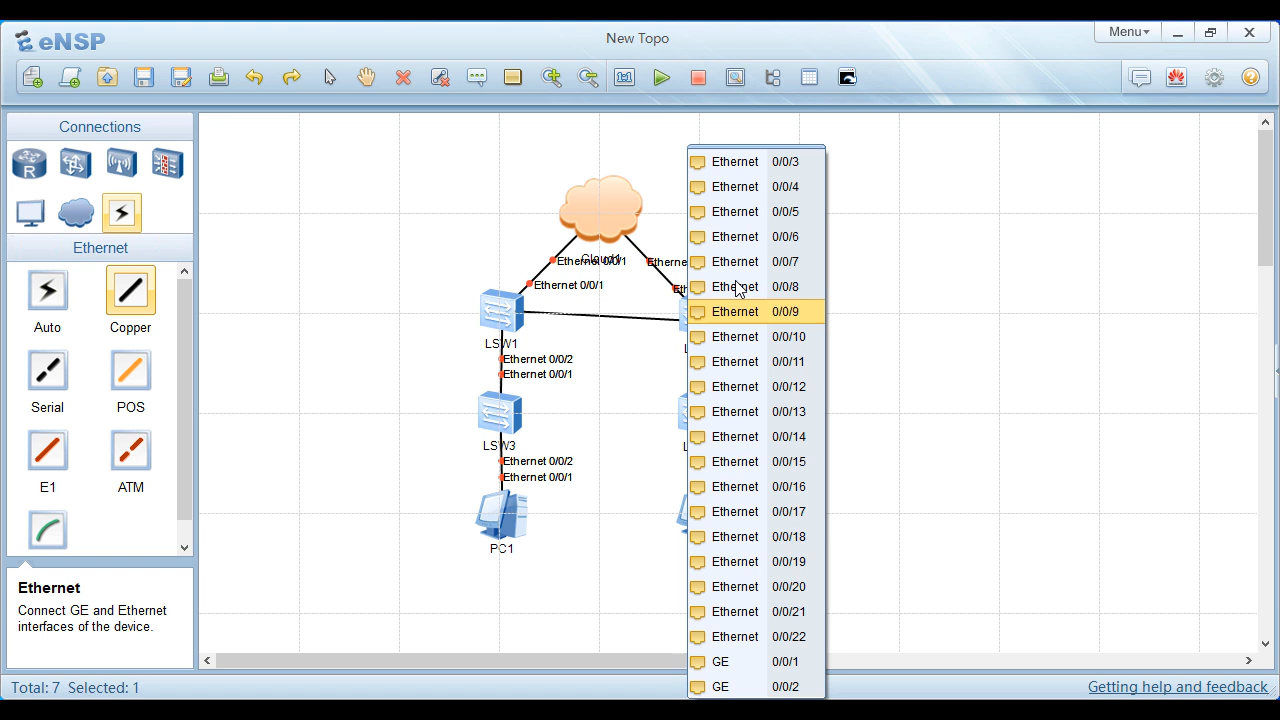 eNSP
New Topo
Menu
Connections
Ethernet
Auto
Copper
Serial
POS
E1
ATM
Ethernet
Connect GE and Ethernet
interfaces of the device.
Cloud1
Ethernet 0/0/1
Etherne
Ethernet 0/0/1
Eth
LSW1
L
Ethernet 0/0/2
Ethernet 0/0/1
LSW3
L
Ethernet 0/0/2
Ethernet 0/0/1
PC1
Ethernet 0/0/3
Ethernet 0/0/4
Ethernet 0/0/5
Ethernet 0/0/6
Ethernet 0/0/7
Ethernet 0/0/8
Ethernet 0/0/9
Ethernet 0/0/10
Ethernet 0/0/11
Ethernet 0/0/12
Ethernet 0/0/13
Ethernet 0/0/14
Ethernet 0/0/15
Ethernet 0/0/16
Ethernet 0/0/17
Ethernet 0/0/18
Ethernet 0/0/19
Ethernet 0/0/20
Ethernet 0/0/21
Ethernet 0/0/22
GE 0/0/1
GE 0/0/2
Total: 7 Selected: 1
Getting help and feedback